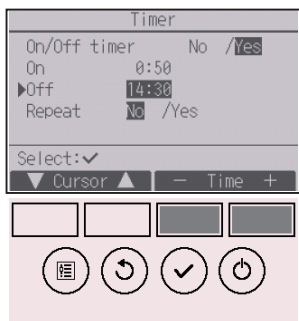 Timer
On/Off timer No /Yes
On 0:50
▶Off 14:30
Repeat No /Yes
Select:✓
▼ Cursor ▲ − Time +